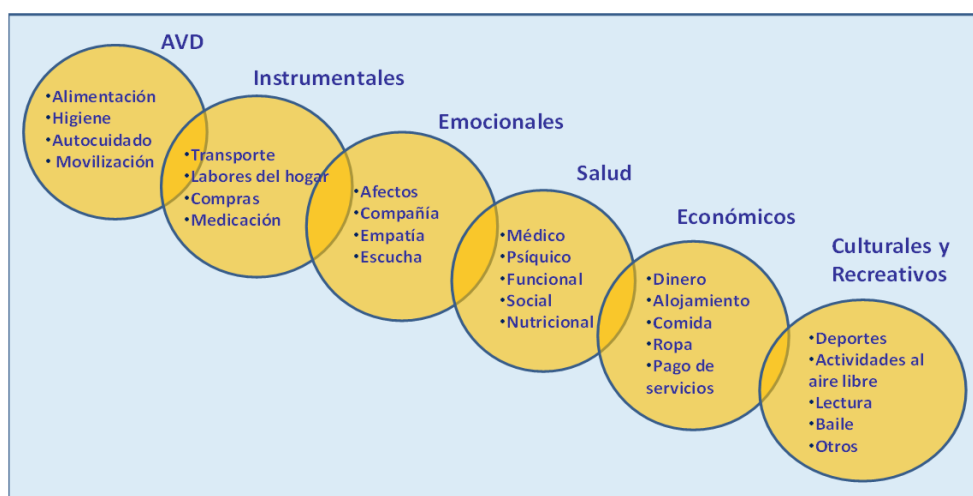 AVD
•Alimentación
•Higiene
•Autocuidado
• Movilización
Instrumentales
•Transporte
•Labores del hogar
•Compras
•Medicación
Emocionales
•Afectos
•Compañía
•Empatía
•Escucha
Salud
•Médico
•Psíquico
•Funcional
•Social
•Nutricional
Económicos
•Dinero
•Alojamiento
•Comida
•Ropa
•Pago de
servicios
Culturales y
Recreativos
•Deportes
•Actividades al
aire libre
•Lectura
•Baile
•Otros